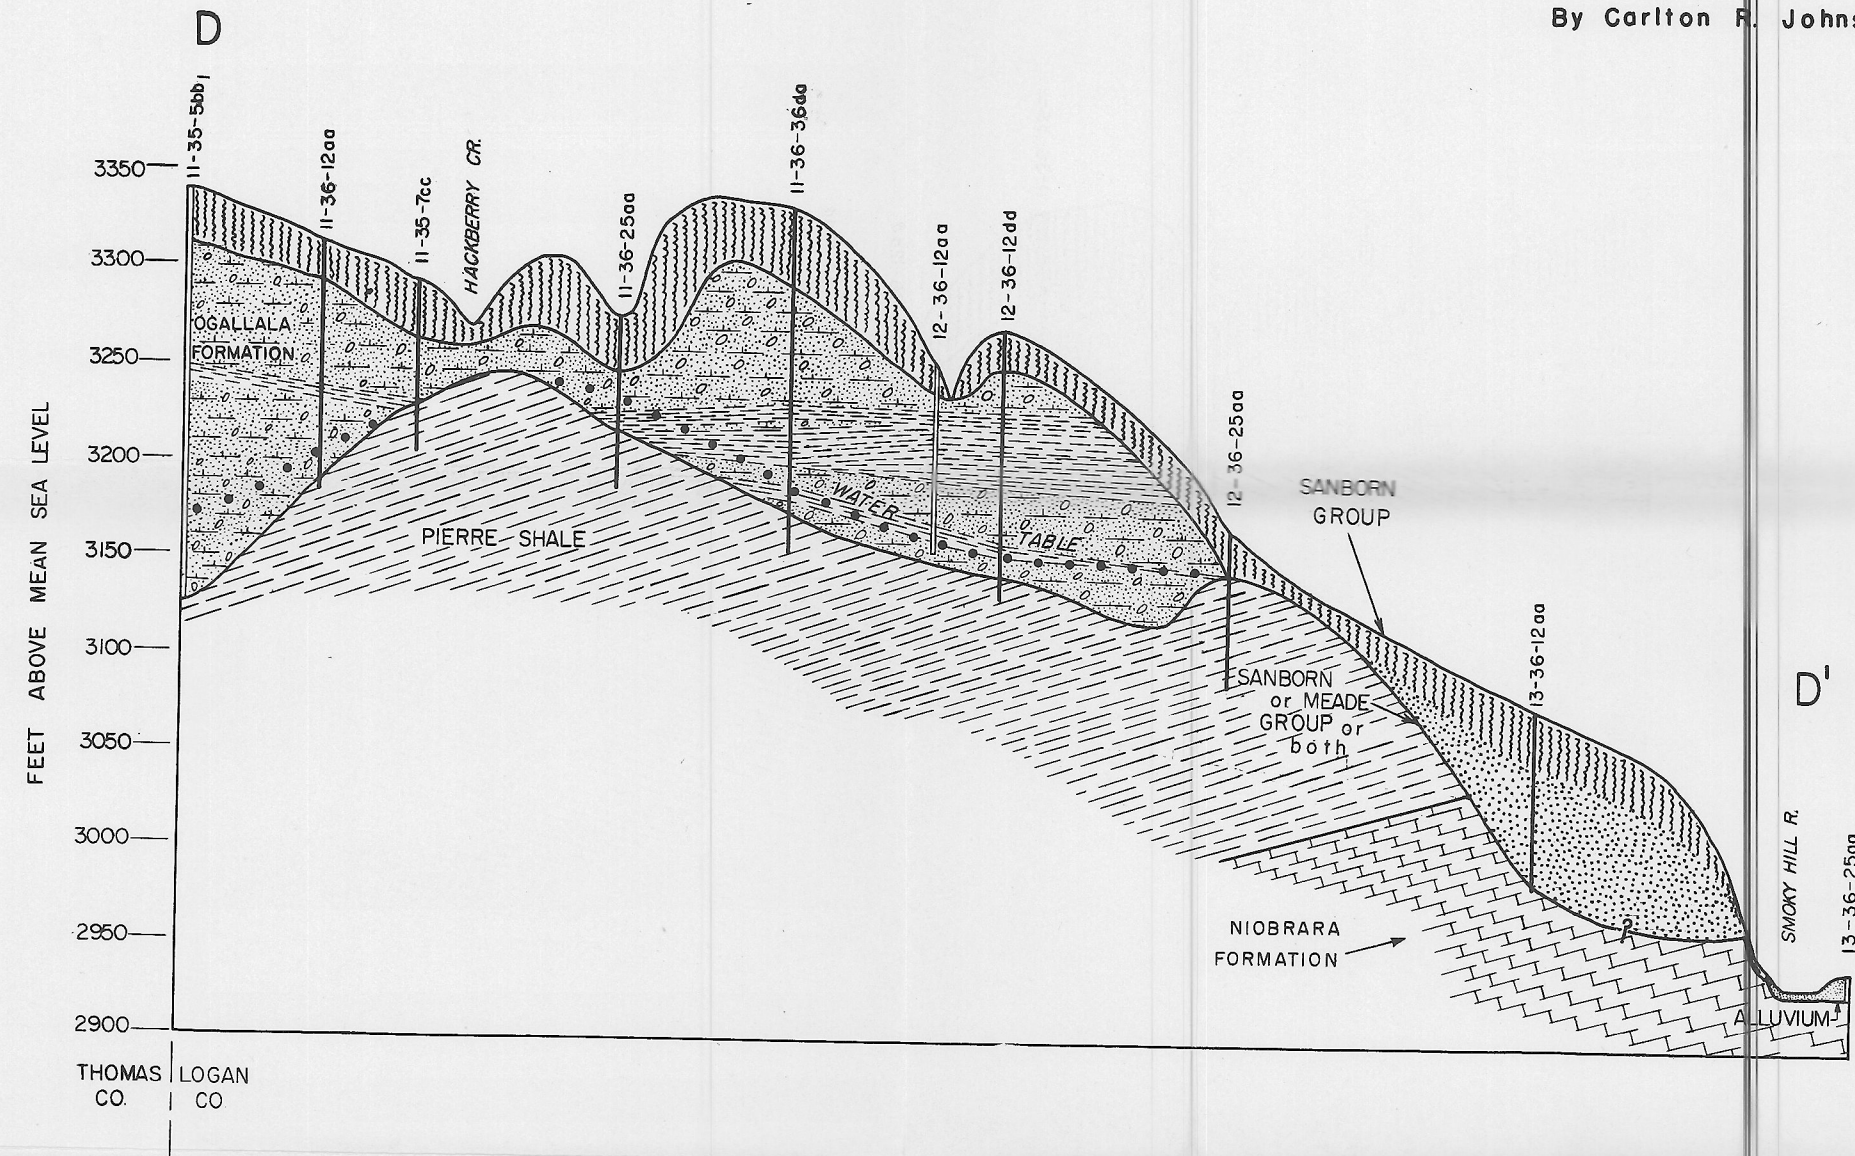 D
By Carlton R. Johns
11-35-5bb1
11-36-12aa
11-35-7cc
HACKBERRY CR.
11-36-25aa
11-36-36da
12-36-12aa
12-36-12dd
12-36-25aa
13-36-12aa
SMOKY HILL R.
13-36-25aa
D'
FEET ABOVE MEAN SEA LEVEL
3350
3300
3250
3200
3150
3100
3050
3000
2950
2900
OGALLALA
FORMATION
PIERRE SHALE
WATER
TABLE
SANBORN
GROUP
SANBORN
or MEADE
GROUP or
both
NIOBRARA
FORMATION
?
ALLUVIUM
THOMAS
CO.
LOGAN
CO